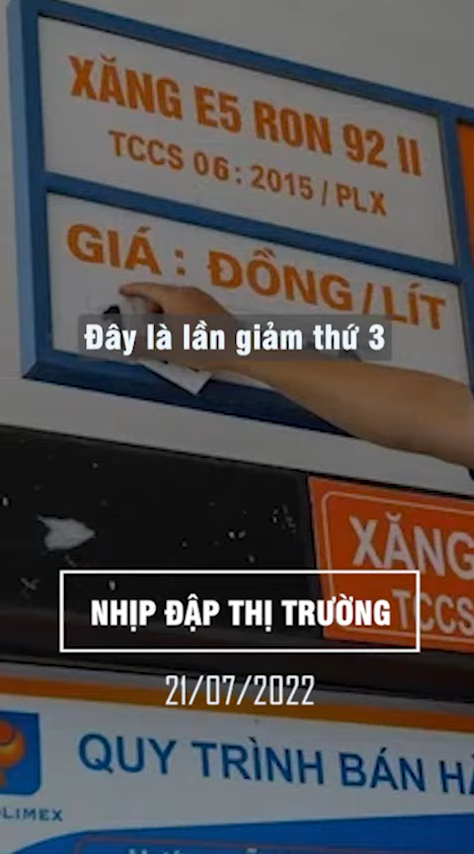 XĂNG E5 RON 92 II
TCCS 06 : 2015 / PLX
GIÁ : ĐỒNG / LÍT
Đây là lần giảm thứ 3
XĂNG
TCCS
NHỊP ĐẬP THỊ TRƯỜNG
21/07/2022
QUY TRÌNH BÁN
OLIMEX